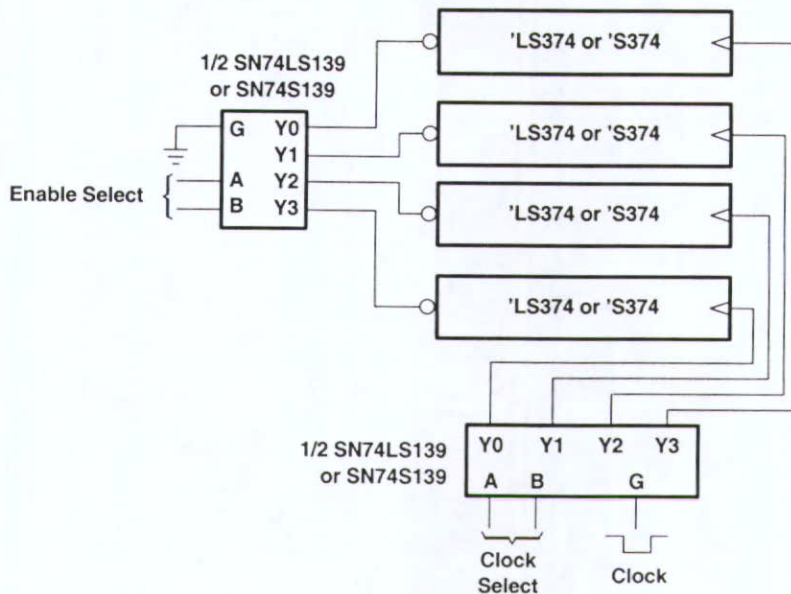 'LS374 or 'S374
1/2 SN74LS139
or SN74S139
G Y0
Y1
A Y2
B Y3
Enable Select
'LS374 or 'S374
'LS374 or 'S374
'LS374 or 'S374
Y0 Y1 Y2 Y3
A B G
1/2 SN74LS139
or SN74S139
Clock
Select
Clock